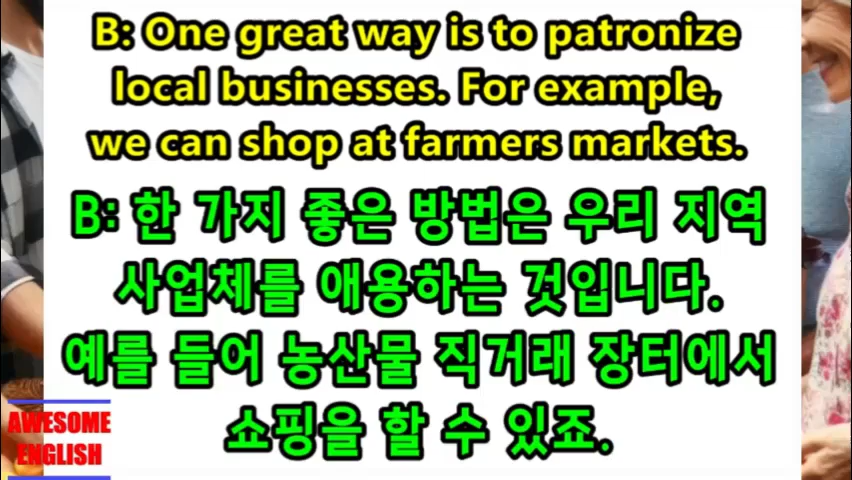 B: One great way is to patronize
local businesses. For example,
we can shop at farmers markets.
B: 한 가지 좋은 방법은 우리 지역
사업체를 애용하는 것입니다.
예를 들어 농산물 직거래 장터에서
쇼핑을 할 수 있죠.
AWESOME
ENGLISH